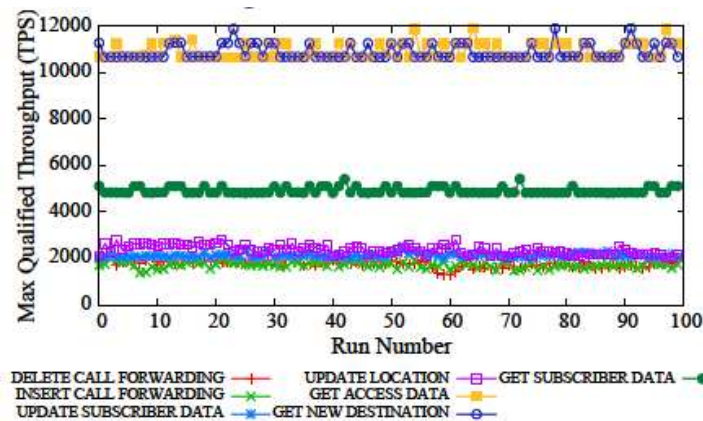 Max Qualified Throughput (TPS)
12000
10000
8000
6000
4000
2000
0
0 10 20 30 40 50 60 70 80 90 100
Run Number
DELETE CALL FORWARDING UPDATE LOCATION GET SUBSCRIBER DATA
INSERT CALL FORWARDING GET ACCESS DATA
UPDATE SUBSCRIBER DATA GET NEW DESTINATION